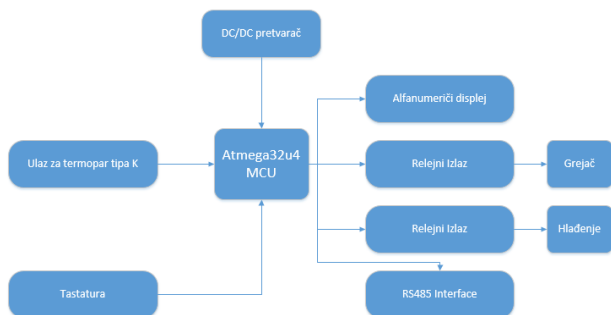 DC/DC pretvarač
Alfanumeriči displej
Ulaz za termopar tipa K
Atmega32u4
MCU
Relejni Izlaz
Grejač
Relejni Izlaz
Hlađenje
Tastatura
RS485 Interface